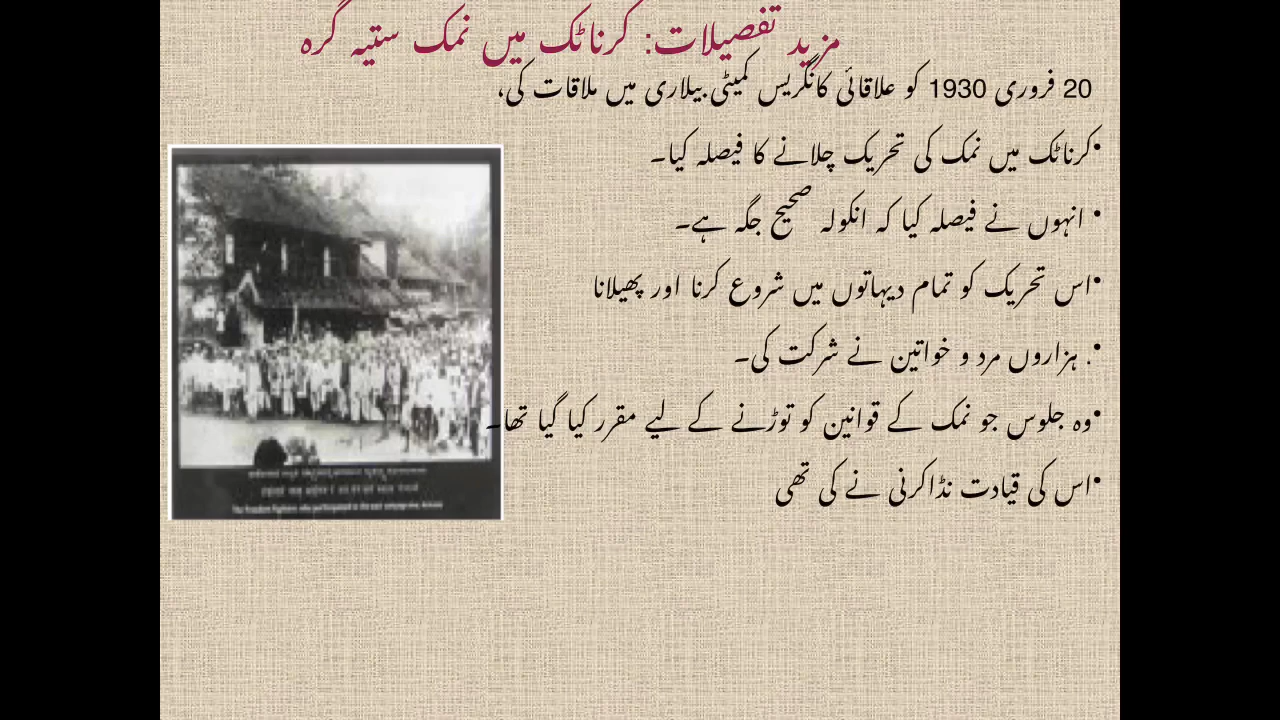 مزید تفصیلات: کرناٹک میں نمک ستیہ گرہ
20 فروری 1930 کو علاقائی کانگریس کمیٹی بیلاری میں ملاقات کی،
•کرناٹک میں نمک کی تحریک چلانے کا فیصلہ کیا۔
• انہوں نے فیصلہ کیا کہ انکولہ صحیح جگہ ہے۔
•اس تحریک کو تمام دیہاتوں میں شروع کرنا اور پھیلانا
•. ہزاروں مرد و خواتین نے شرکت کی۔
•وہ جلوس جو نمک کے قوانین کو توڑنے کے لیے مقرر کیا گیا تھا۔
•اس کی قیادت نڈاکرنی نے کی تھی